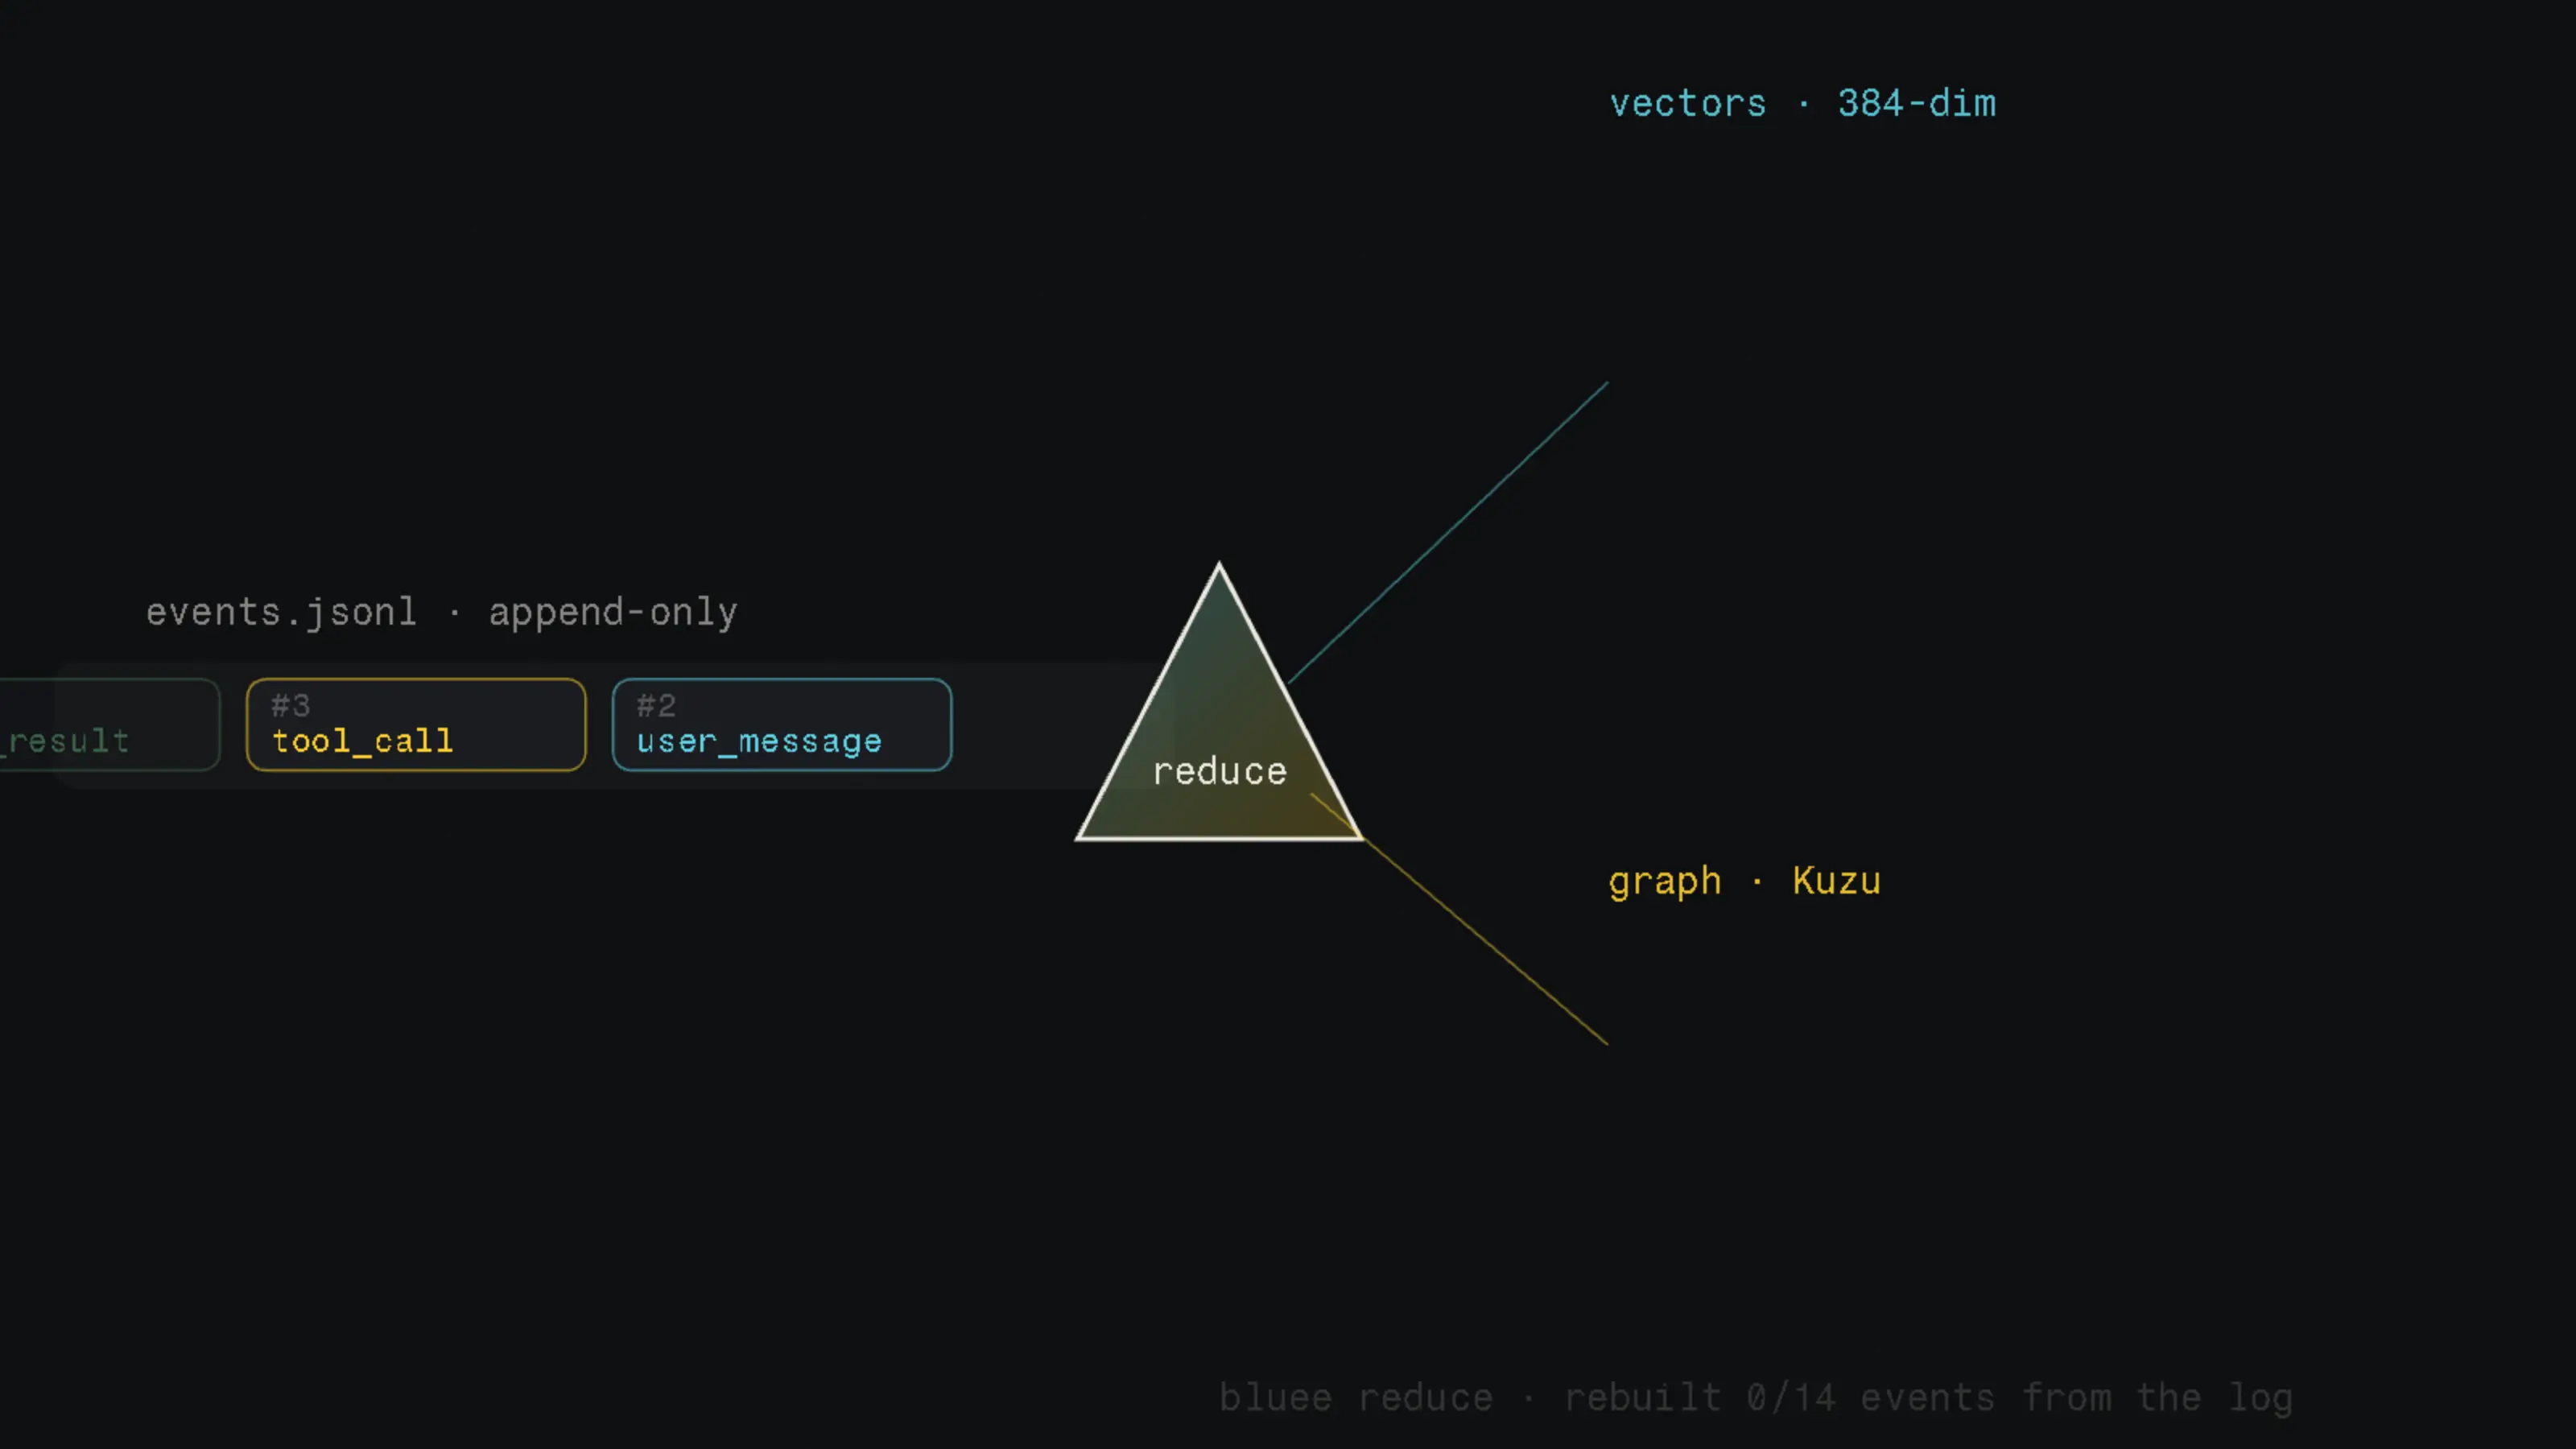 vectors · 384-dim
events.jsonl · append-only
_result
#3
tool_call
#2
user_message
reduce
graph · Kuzu
bluee reduce · rebuilt 0/14 events from the log